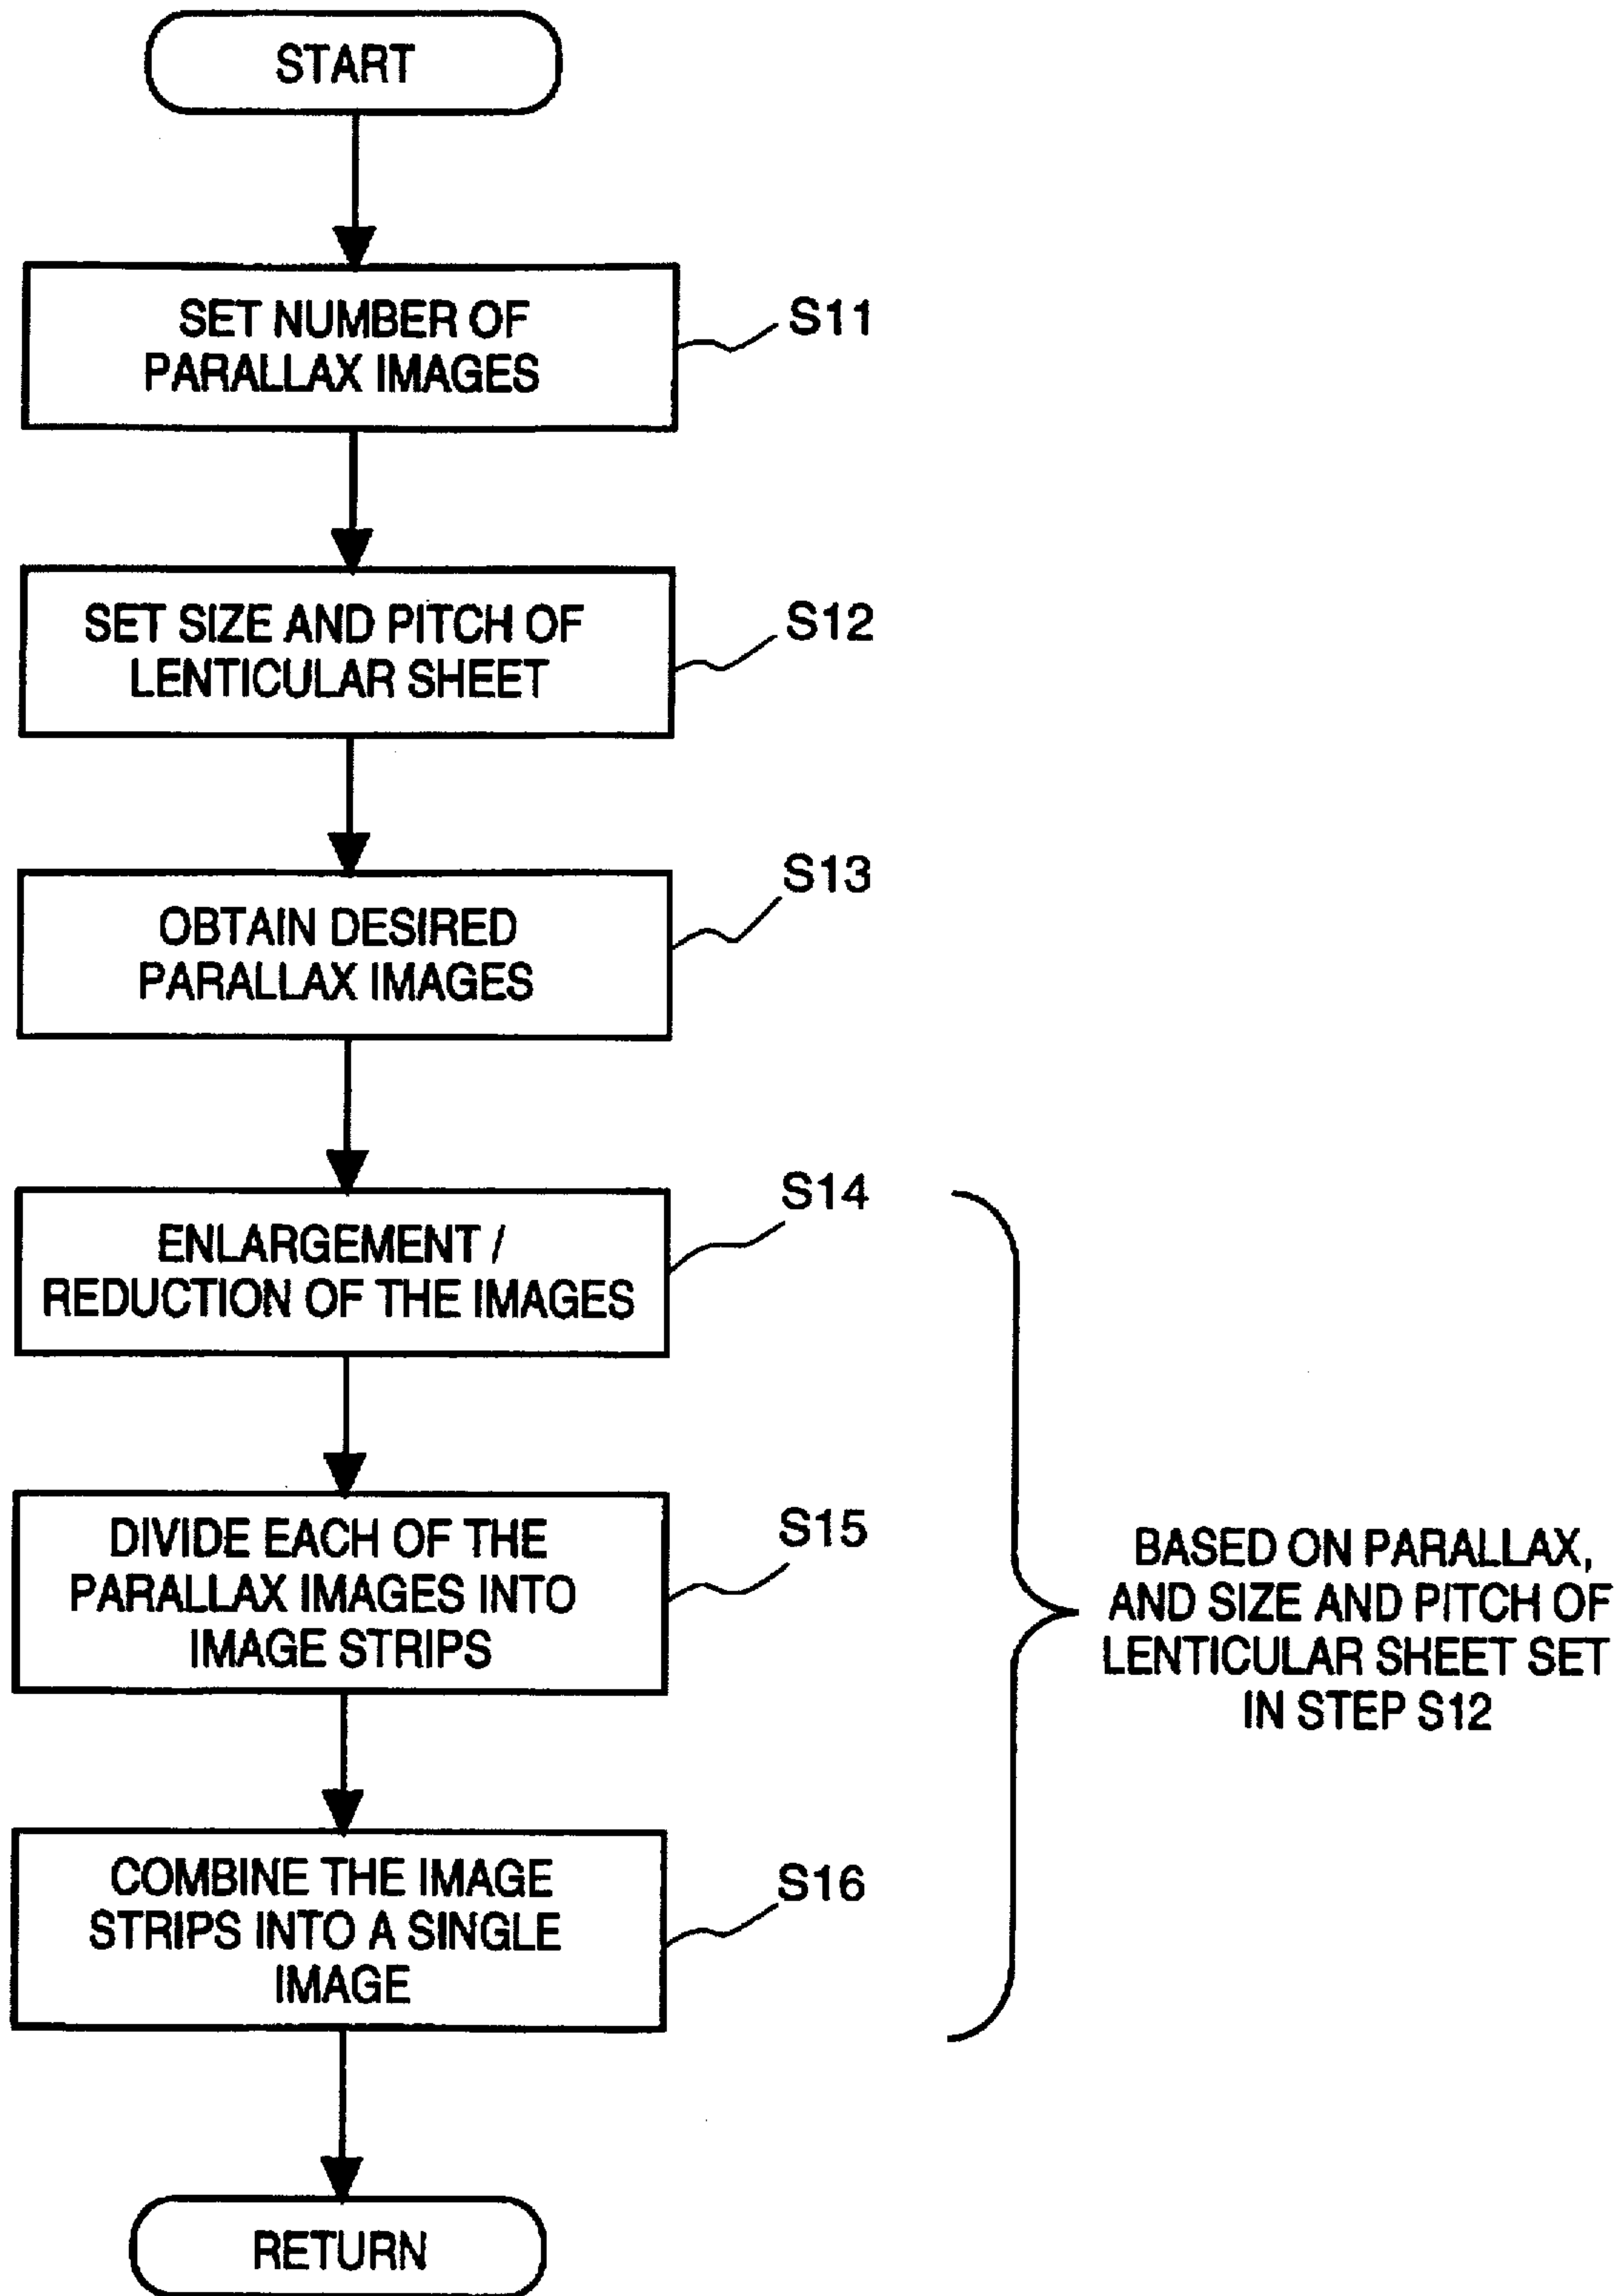 START
SET NUMBER OF
PARALLAX IMAGES
S11
SET SIZE AND PITCH OF
LENTICULAR SHEET
S12
OBTAIN DESIRED
PARALLAX IMAGES
S13
ENLARGEMENT /
REDUCTION OF THE IMAGES
S14
DIVIDE EACH OF THE
PARALLAX IMAGES INTO
IMAGE STRIPS
S15
BASED ON PARALLAX,
AND SIZE AND PITCH OF
LENTICULAR SHEET SET
IN STEP S12
COMBINE THE IMAGE
STRIPS INTO A SINGLE
IMAGE
S16
RETURN